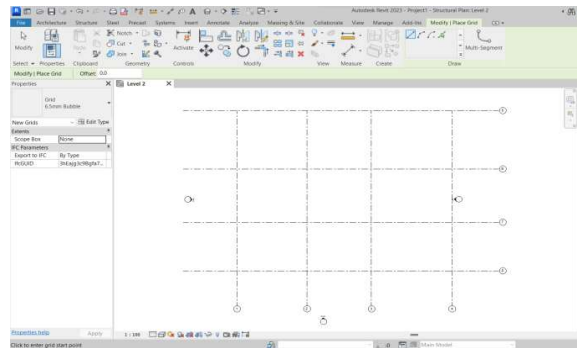 Autodesk Revit 2023 - Project1 - Structural Plan: Level 2
File Architecture Structure Steel Precast Systems Insert Annotate Analyze Massing & Site Collaborate View Manage Add-Ins Modify | Place Grid
Modify
Paste
Notch
Cut
Join
Activate
Multi-Segment
Select Properties Clipboard Geometry Controls Modify View Measure Create Draw
Modify | Place Grid Offset: 0.0
Properties
Level 2
Grid
6.5mm Bubble
New Grids
Edit Type
Extents
Scope Box None
IFC Parameters
Export to IFC By Type
IfcGUID
Properties help
Apply
1 : 100
Click to enter grid start point
Main Model